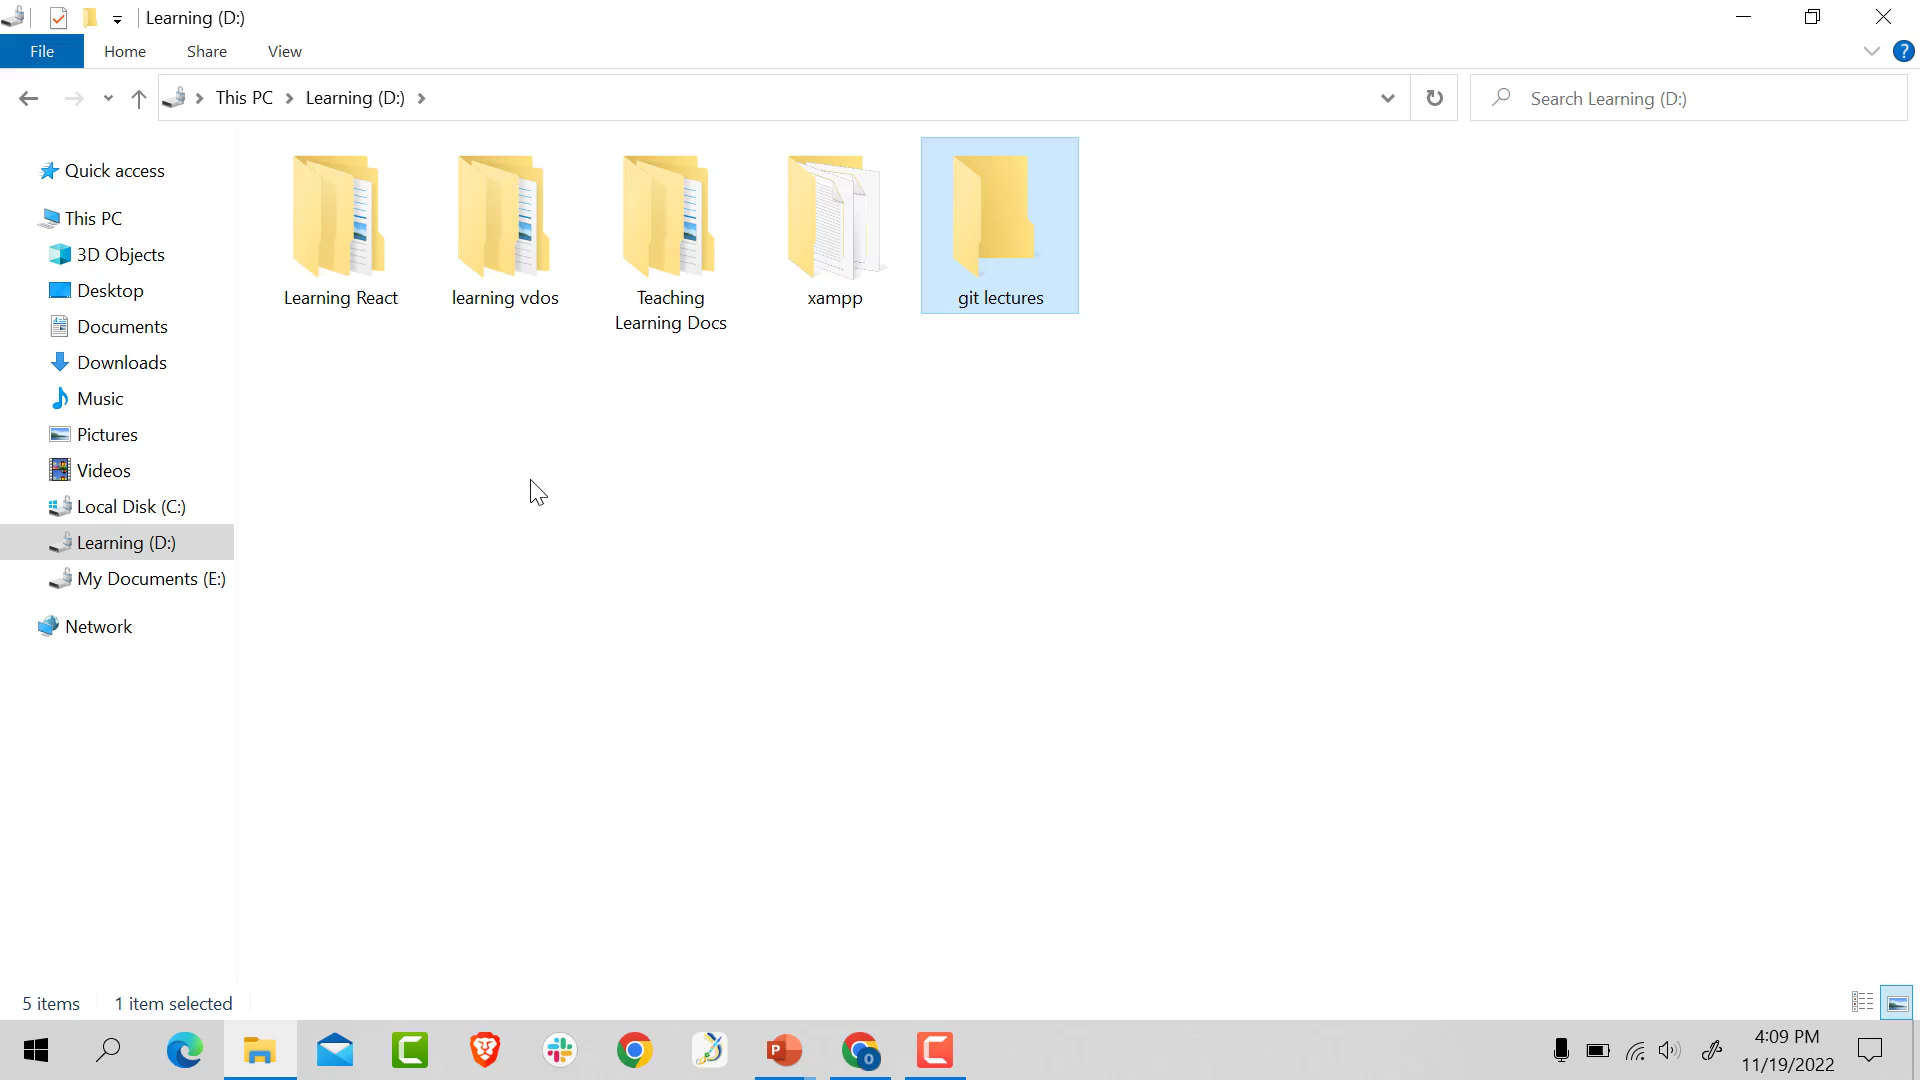 Learning (D:)
File
Home
Share
View
This PC
Learning (D:)
Search Learning (D:)
Quick access
This PC
3D Objects
Desktop
Documents
Downloads
Music
Pictures
Videos
Local Disk (C:)
Learning (D:)
My Documents (E:)
Network
Learning React
learning vdos
Teaching
Learning Docs
xampp
git lectures
5 items
1 item selected
4:09 PM
11/19/2022